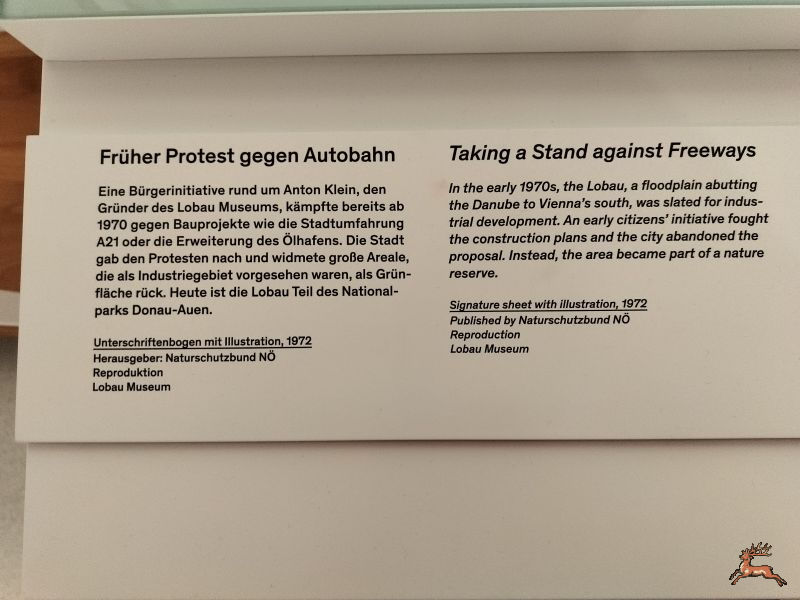 Früher Protest gegen Autobahn
Eine Bürgerinitiative rund um Anton Klein, den
Gründer des Lobau Museums, kämpfte bereits ab
1970 gegen Bauprojekte wie die Stadtumfahrung
A21 oder die Erweiterung des Ölhafens. Die Stadt
gab den Protesten nach und widmete große Areale,
die als Industriegebiet vorgesehen waren, als Grün-
fläche rück. Heute ist die Lobau Teil des National-
parks Donau-Auen.
Unterschriftenbogen mit Illustration, 1972
Herausgeber: Naturschutzbund NÖ
Reproduktion
Lobau Museum
Taking a Stand against Freeways
In the early 1970s, the Lobau, a floodplain abutting
the Danube to Vienna's south, was slated for indus-
trial development. An early citizens' initiative fought
the construction plans and the city abandoned the
proposal. Instead, the area became part of a nature
reserve.
Signature sheet with illustration, 1972
Published by Naturschutzbund NÖ
Reproduction
Lobau Museum